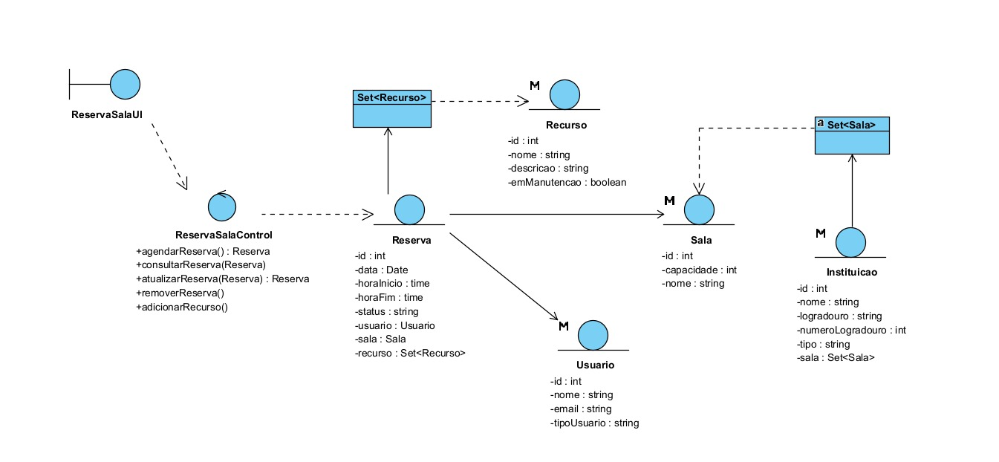 ReservaSalaUI
ReservaSalaControl
+agendarReserva() : Reserva
+consultarReserva(Reserva)
+atualizarReserva(Reserva) : Reserva
+removerReserva()
+adicionarRecurso()
Set<Recurso>
Reserva
-id : int
-data : Date
-horaInicio : time
-horaFim : time
-status : string
-usuario : Usuario
-sala : Sala
-recurso : Set<Recurso>
M
Recurso
-id : int
-nome : string
-descricao : string
-emManutencao : boolean
M
Usuario
-id : int
-nome : string
-email : string
-tipoUsuario : string
M
Sala
-id : int
-capacidade : int
-nome : string
a Set<Sala>
M
Instituicao
-id : int
-nome : string
-logradouro : string
-numeroLogradouro : int
-tipo : string
-sala : Set<Sala>